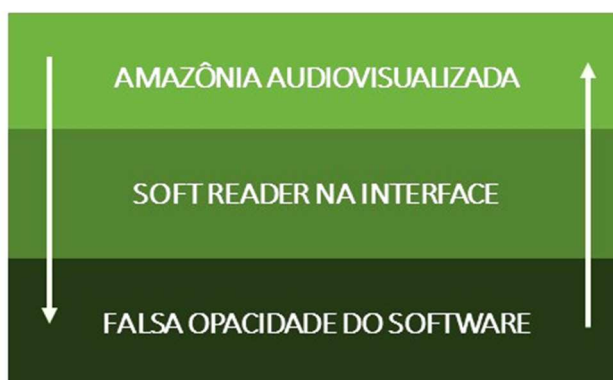 AMAZÔNIA AUDIOVISUALIZADA
SOFT READER NA INTERFACE
FALSA OPACIDADE DO SOFTWARE